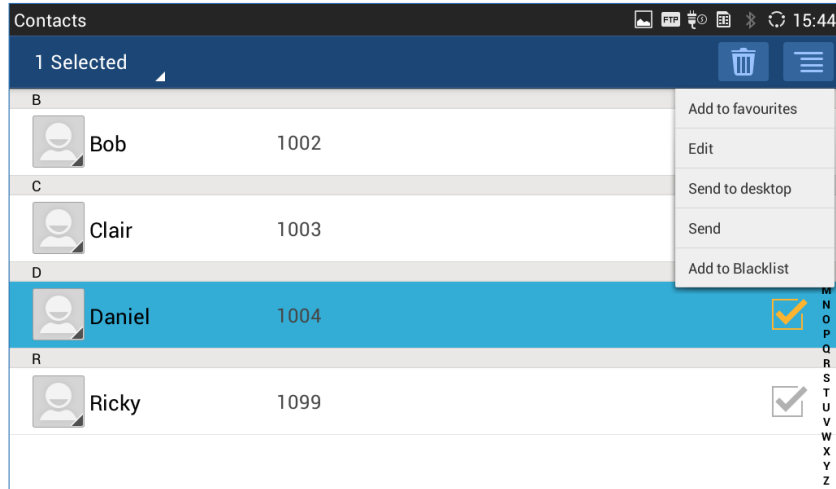 Contacts FTP 15:44
1 Selected
B
Add to favourites
Bob 1002
Edit
C
Send to desktop
Clair 1003
Send
D
Add to Blacklist
M
Daniel 1004
N
O
P
Q
R
R
S
Ricky 1099
T
U
V
W
X
Y
Z